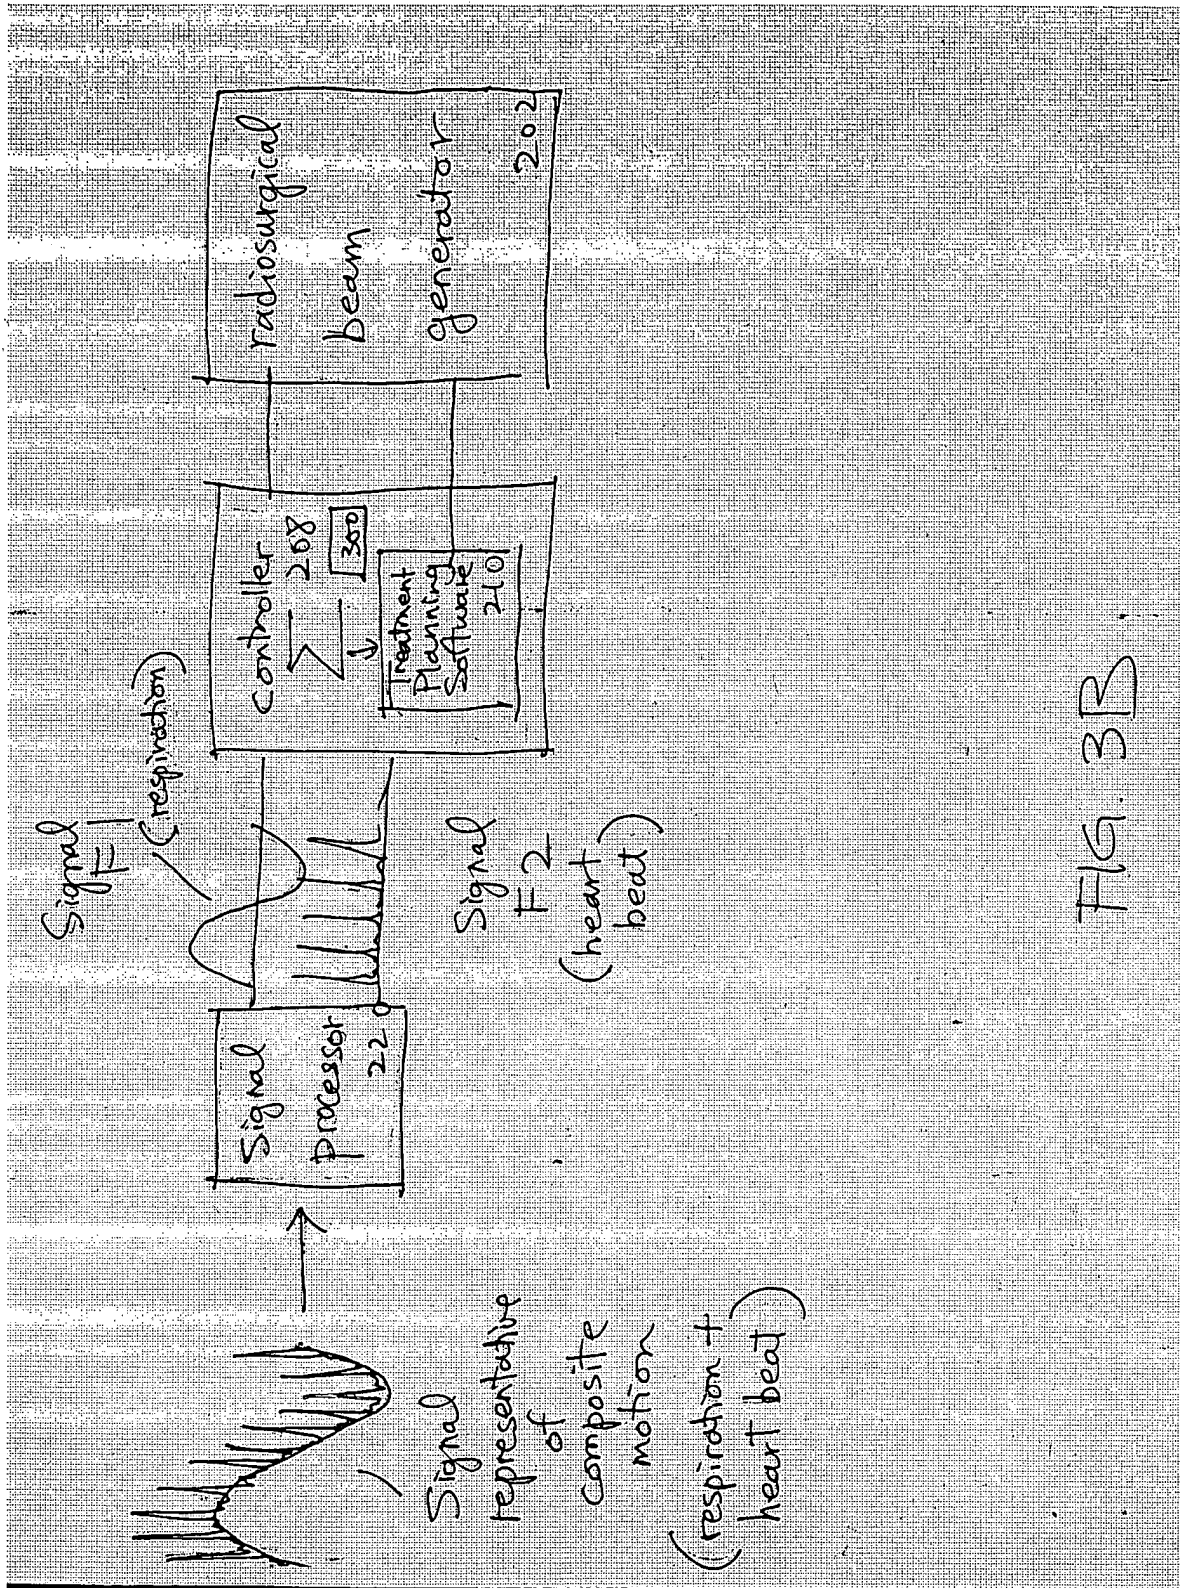 Signal
representative
of
composite
motion
(respiration +
heart beat)
Signal
processor
220
Signal
F1
(respiration)
Signal
F2
(heart
beat)
Controller
Σ 208
300
Treatment
Planning
Software
210
radiosurgical
beam
generator
202
FIG. 3B